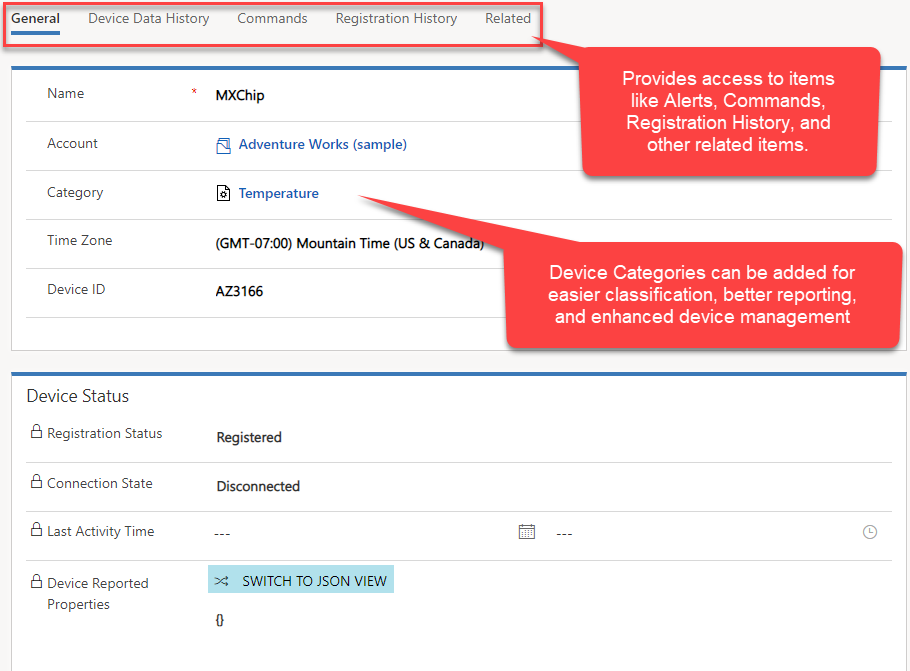 General Device Data History Commands Registration History Related
Provides access to items
like Alerts, Commands,
Registration History, and
other related items.
Name * MXChip
Account Adventure Works (sample)
Category Temperature
Time Zone (GMT-07:00) Mountain Time (US & Canada)
Device ID AZ3166
Device Categories can be added for
easier classification, better reporting,
and enhanced device management
Device Status
Registration Status Registered
Connection State Disconnected
Last Activity Time --- ---
Device Reported
Properties
SWITCH TO JSON VIEW
{}